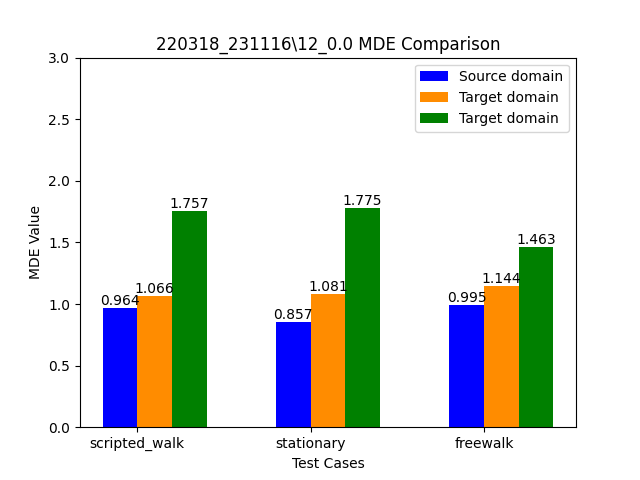 220318_231116\12_0.0 MDE Comparison
Source domain
Target domain
Target domain
MDE Value
3.0
2.5
2.0
1.5
1.0
0.5
0.0
0.964
1.066
1.757
0.857
1.081
1.775
0.995
1.144
1.463
scripted_walk
stationary
freewalk
Test Cases